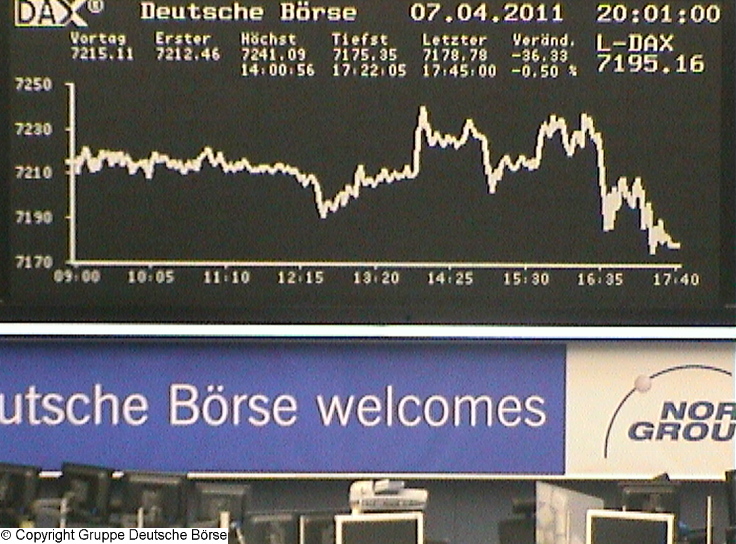 DAX® Deutsche Börse 07.04.2011 20:01:00
Vortag Erster Höchst Tiefst Letzter Veränd. L-DAX
7215.11 7212.46 7241.09 7175.35 7178.78 -36.33 7195.16
14:00:56 17:22:05 17:45:00 -0.50 %
7250
7230
7210
7190
7170
09:00 10:05 11:10 12:15 13:20 14:25 15:30 16:35 17:40
utsche Börse welcomes
NOR
GROU
© Copyright Gruppe Deutsche Börse